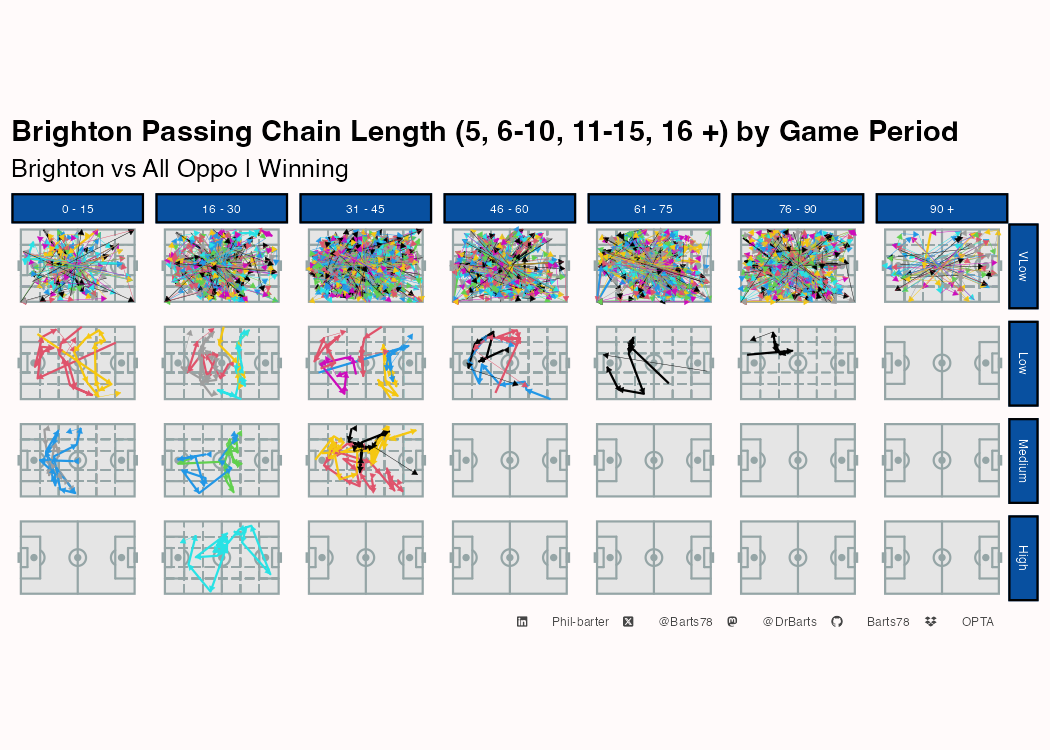 Brighton Passing Chain Length (5, 6-10, 11-15, 16 +) by Game Period
Brighton vs All Oppo | Winning
0 - 15
16 - 30
31 - 45
46 - 60
61 - 75
76 - 90
90 +
VLow
Low
Medium
High
Phil-barter @Barts78 @DrBarts Barts78 OPTA